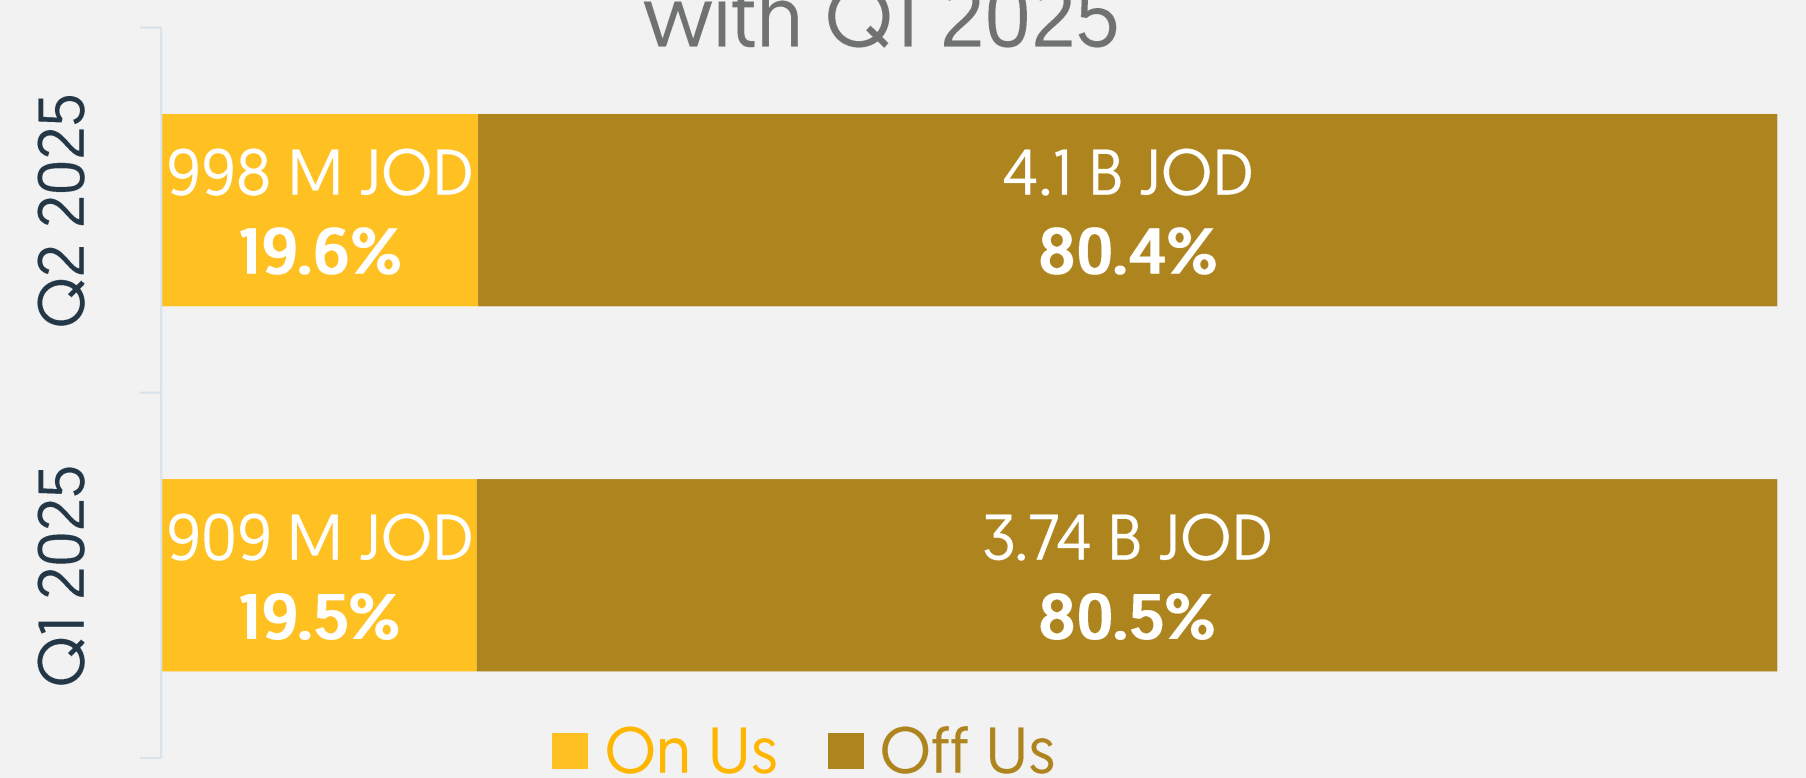 with Q1 2025
Q2 2025
998 M JOD
19.6%
4.1 B JOD
80.4%
Q1 2025
909 M JOD
19.5%
3.74 B JOD
80.5%
On Us
Off Us